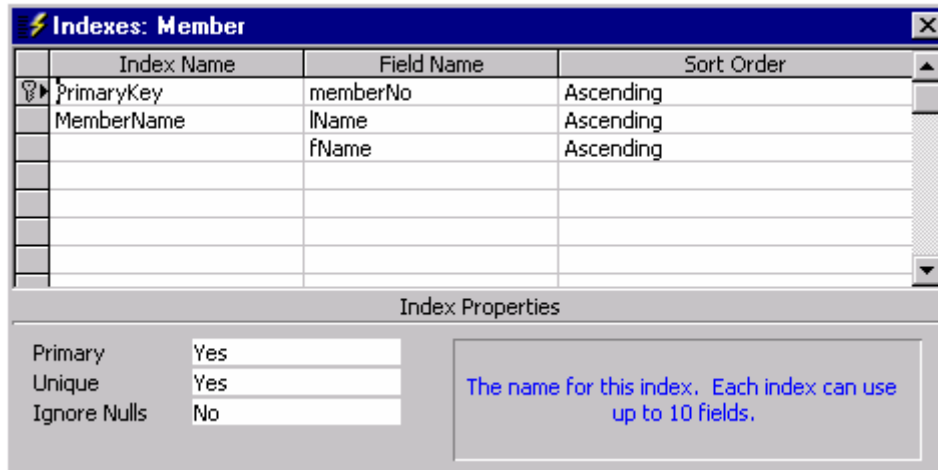 Indexes: Member
Index Name Field Name Sort Order
PrimaryKey memberNo Ascending
MemberName lName Ascending
fName Ascending
Index Properties
Primary Yes
Unique Yes
Ignore Nulls No
The name for this index. Each index can use
up to 10 fields.